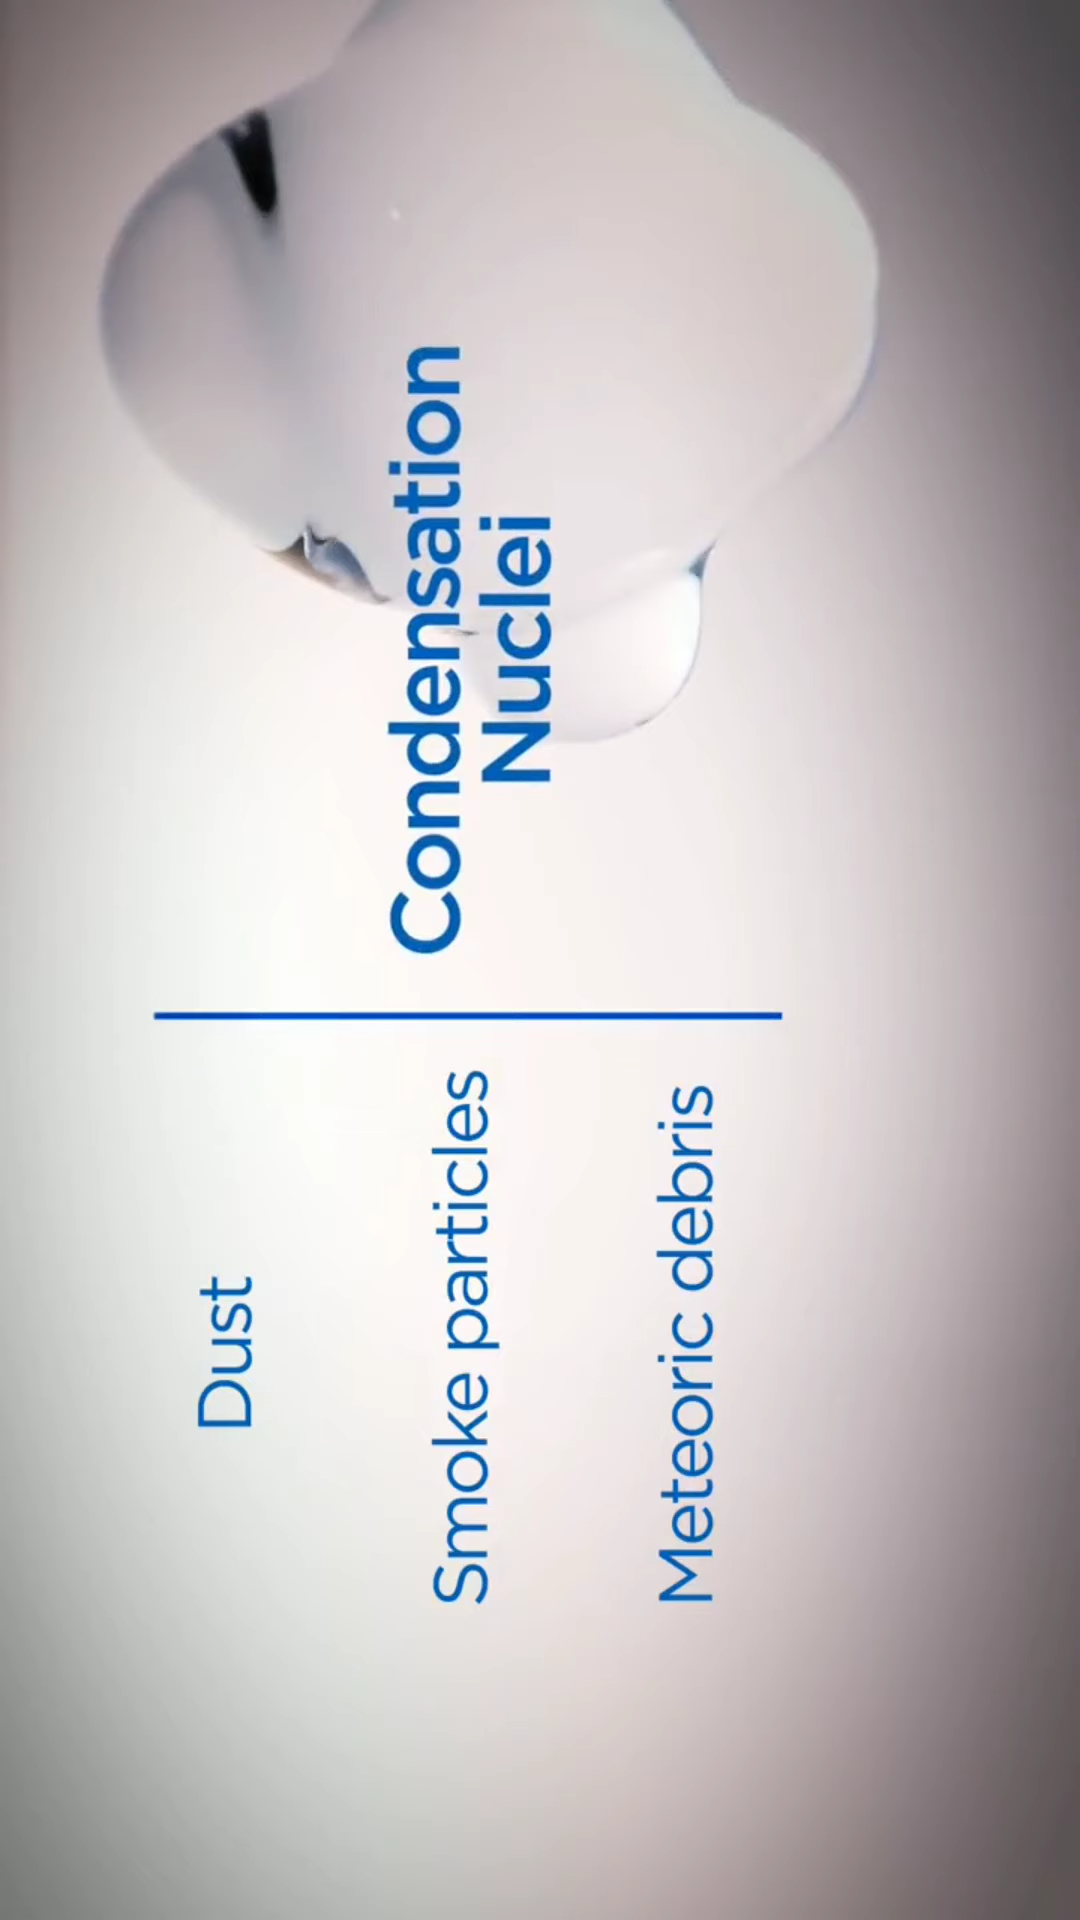 Dust
Smoke particles
Meteoric debris
Condensation
Nuclei